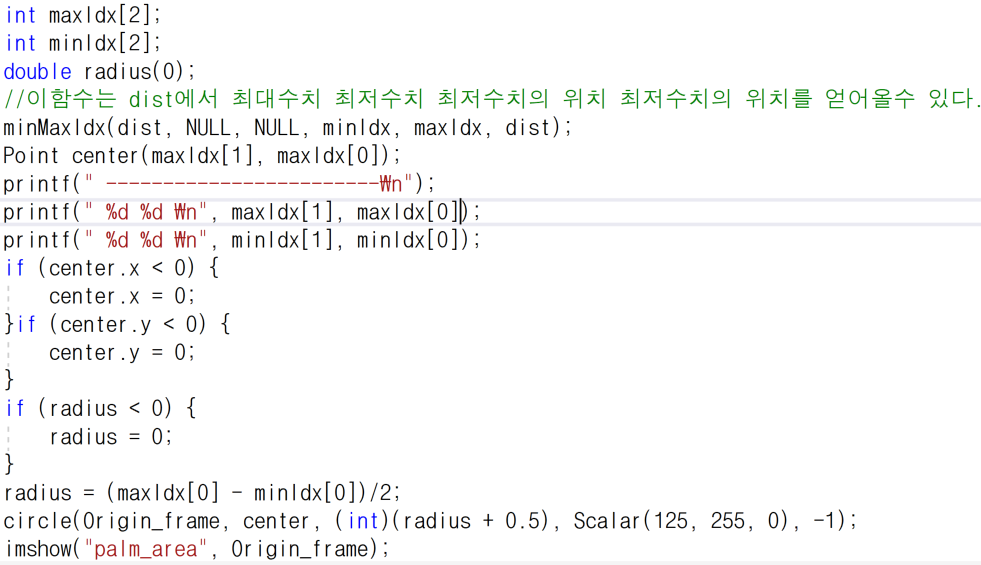 int maxIdx[2];
int minIdx[2];
double radius(0);
//이함수는 dist에서 최대수치 최저수치 최저수치의 위치 최저수치의 위치를 얻어올수 있다.
minMaxIdx(dist, NULL, NULL, minIdx, maxIdx, dist);
Point center(maxIdx[1], maxIdx[0]);
printf(" ------------------------₩n");
printf(" %d %d ₩n", maxIdx[1], maxIdx[0]);
printf(" %d %d ₩n", minIdx[1], minIdx[0]);
if (center.x < 0) {
    center.x = 0;
}if (center.y < 0) {
    center.y = 0;
}
if (radius < 0) {
    radius = 0;
}
radius = (maxIdx[0] - minIdx[0])/2;
circle(Origin_frame, center, (int)(radius + 0.5), Scalar(125, 255, 0), -1);
imshow("palm_area", Origin_frame);